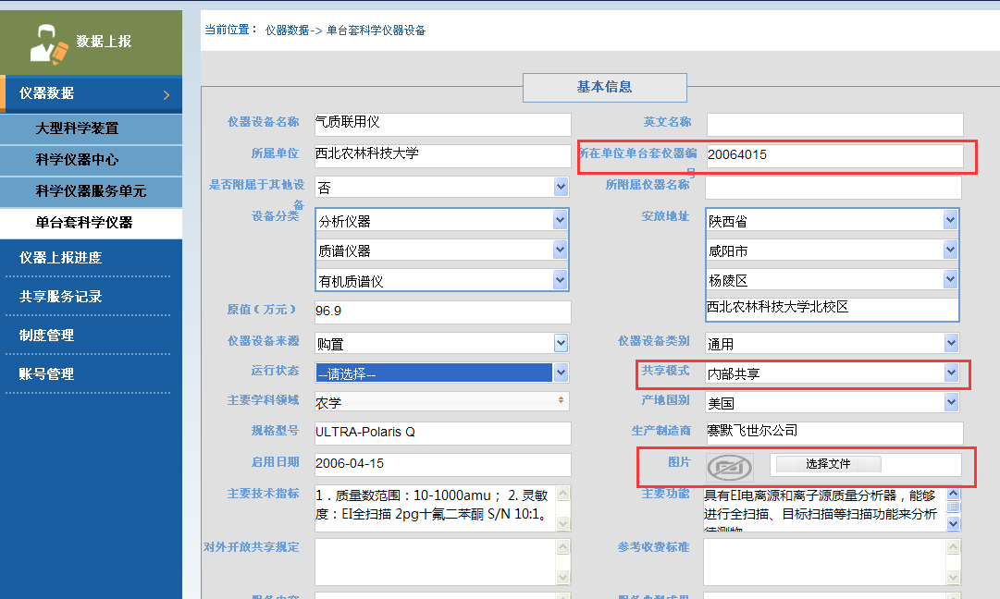 数据上报
仪器数据
大型科学装置
科学仪器中心
科学仪器服务单元
单台套科学仪器
仪器上报进度
共享服务记录
制度管理
账号管理
当前位置： 仪器数据-> 单台套科学仪器设备
基本信息
仪器设备名称 气质联用仪 英文名称
所属单位 西北农林科技大学 所在单位单台套仪器编号 20064015
是否附属于其他设备 否 所附属仪器名称
设备分类 分析仪器 安放地址 陕西省
质谱仪器 咸阳市
有机质谱仪 杨陵区
西北农林科技大学北校区
原值（万元） 96.9
仪器设备来源 购置 仪器设备类别 通用
运行状态 --请选择-- 共享模式 内部共享
主要学科领域 农学 产地国别 美国
规格型号 ULTRA-Polaris Q 生产制造商 赛默飞世尔公司
启用日期 2006-04-15 图片 选择文件
主要技术指标 1．质量数范围：10-1000amu； 2. 灵敏 主要功能 具有EI电离源和离子源质量分析器，能够
度：EI全扫描 2pg十氟二苯酮 S/N 10:1。 进行全扫描、目标扫描等扫描功能来分析
待测物
对外开放共享规定 参考收费标准
服务内容 服务典型成果